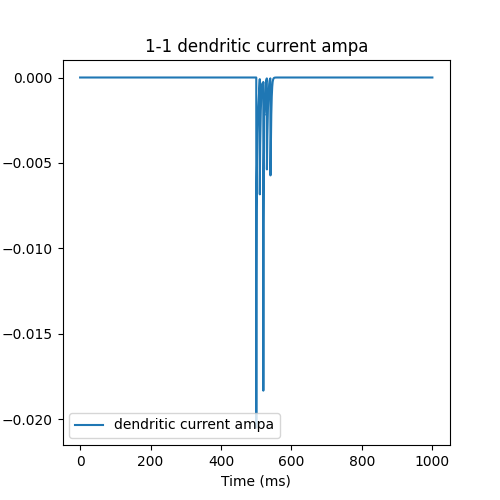 1-1 dendritic current ampa
0.000
−0.005
−0.010
−0.015
−0.020
dendritic current ampa
0 200 400 600 800 1000
Time (ms)